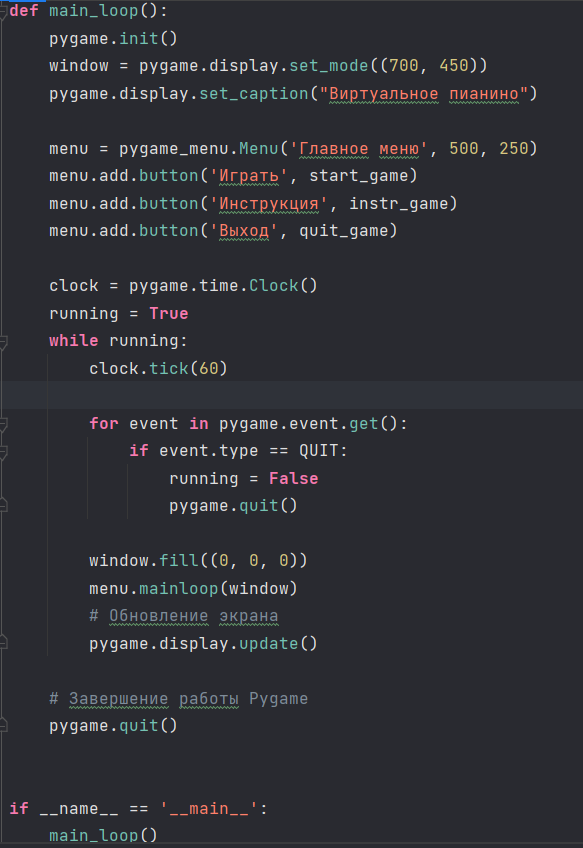 def main_loop():
    pygame.init()
    window = pygame.display.set_mode((700, 450))
    pygame.display.set_caption("Виртуальное пианино")

    menu = pygame_menu.Menu('Главное меню', 500, 250)
    menu.add.button('Играть', start_game)
    menu.add.button('Инструкция', instr_game)
    menu.add.button('Выход', quit_game)

    clock = pygame.time.Clock()
    running = True
    while running:
        clock.tick(60)

        for event in pygame.event.get():
            if event.type == QUIT:
                running = False
                pygame.quit()

        window.fill((0, 0, 0))
        menu.mainloop(window)
        # Обновление экрана
        pygame.display.update()

    # Завершение работы Pygame
    pygame.quit()


if __name__ == '__main__':
    main_loop()